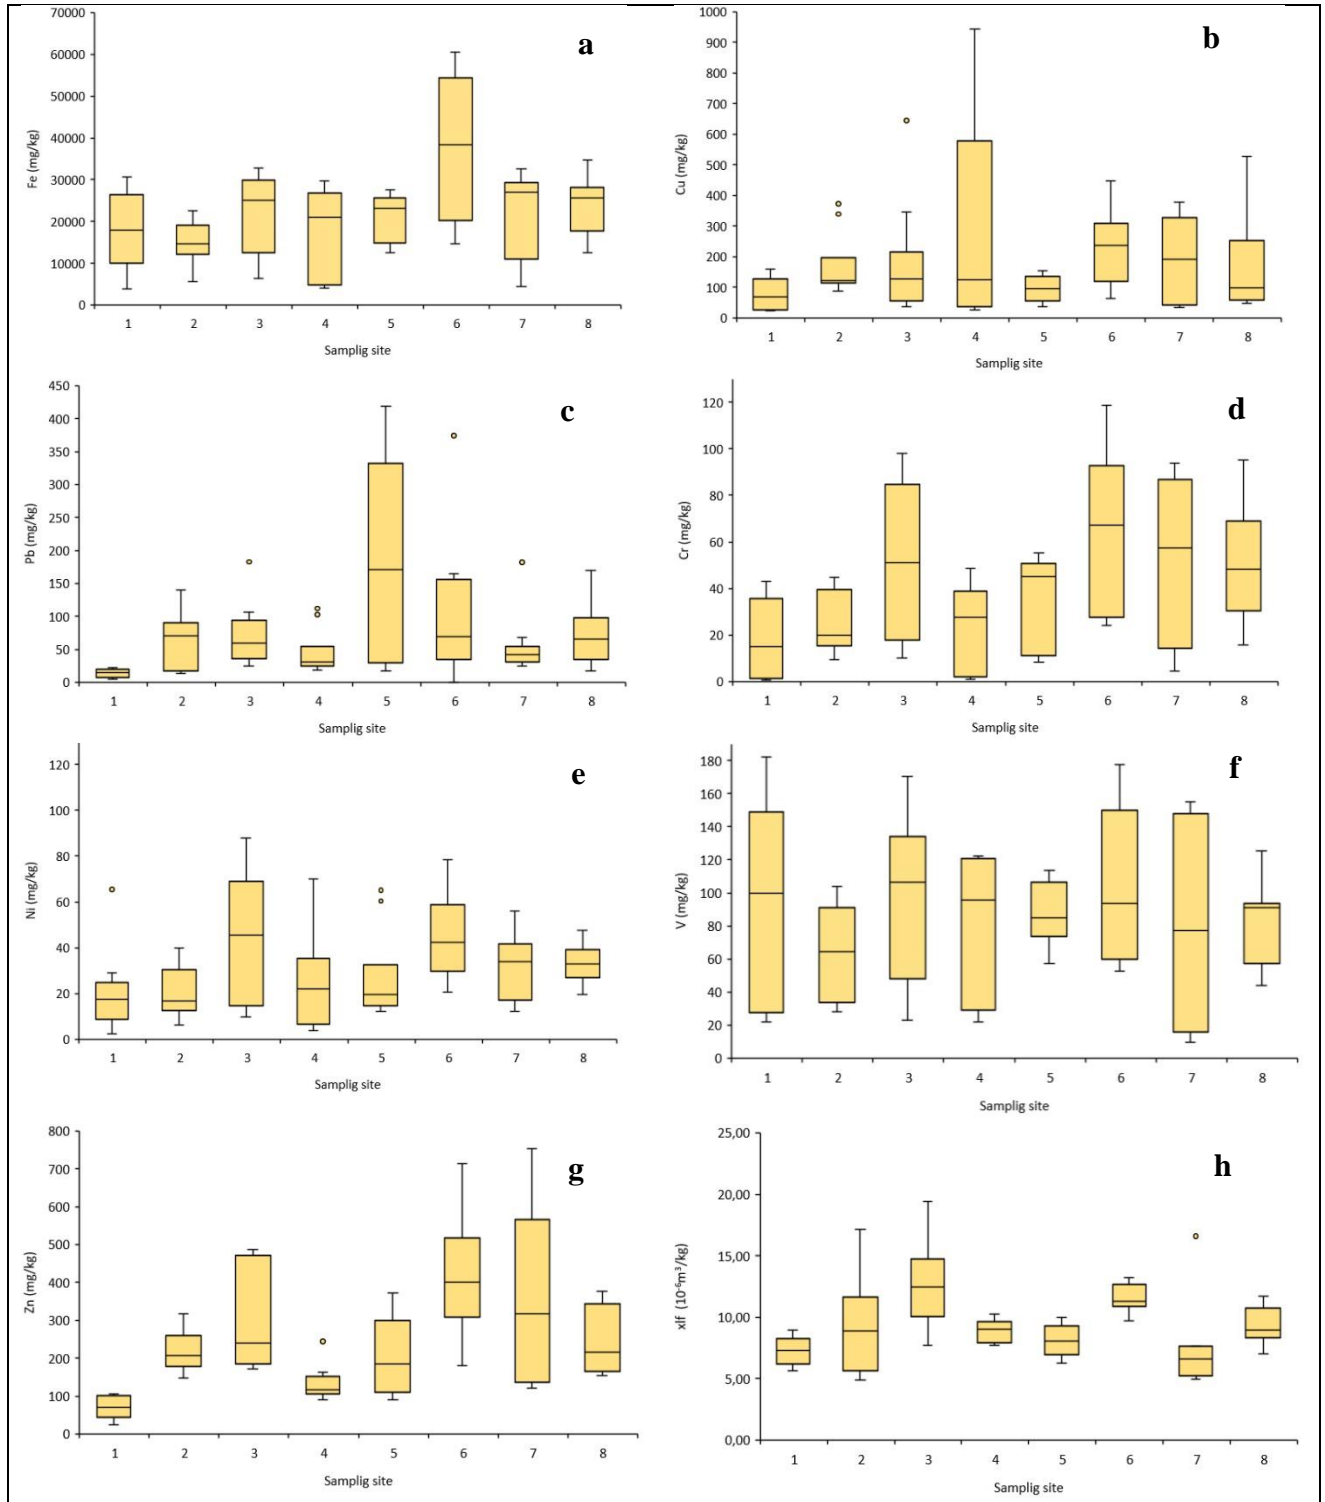 a
70000
60000
50000
40000
30000
20000
10000
0
Fe (mg/kg)
1 2 3 4 5 6 7 8
Samplig site
b
1000
900
800
700
600
500
400
300
200
100
0
Cu (mg/kg)
1 2 3 4 5 6 7 8
Samplig site
c
450
400
350
300
250
200
150
100
50
0
Pb (mg/kg)
1 2 3 4 5 6 7 8
Samplig site
d
120
100
80
60
40
20
0
Cr (mg/kg)
1 2 3 4 5 6 7 8
Samplig site
e
120
100
80
60
40
20
0
Ni (mg/kg)
1 2 3 4 5 6 7 8
Samplig site
f
180
160
140
120
100
80
60
40
20
0
V (mg/kg)
1 2 3 4 5 6 7 8
Samplig site
g
800
700
600
500
400
300
200
100
0
Zn (mg/kg)
1 2 3 4 5 6 7 8
Samplig site
h
25,00
20,00
15,00
10,00
5,00
0,00
xlf (10⁻⁶m³/kg)
1 2 3 4 5 6 7 8
Samplig site